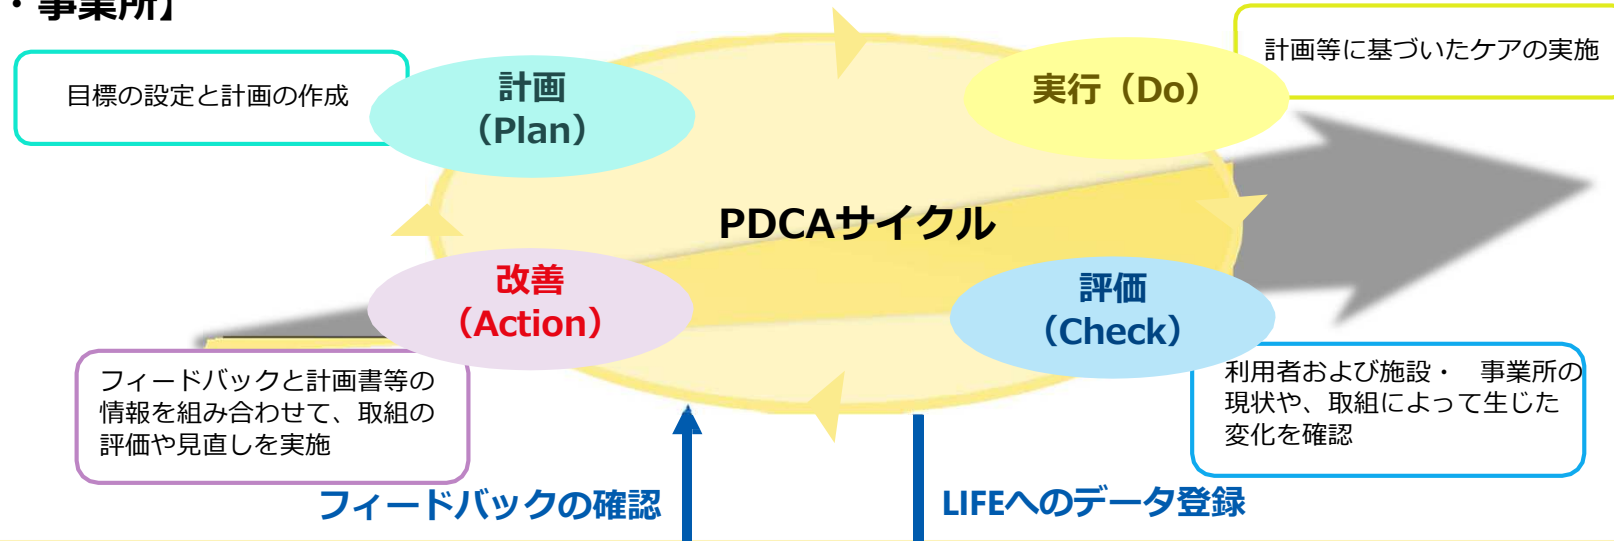 ・事業所】
目標の設定と計画の作成
計画
（Plan）
実行（Do）
計画等に基づいたケアの実施
PDCAサイクル
改善
（Action）
評価
（Check）
フィードバックと計画書等の
情報を組み合わせて、取組の
評価や見直しを実施
利用者および施設・　事業所の
現状や、取組によって生じた
変化を確認
フィードバックの確認
LIFEへのデータ登録